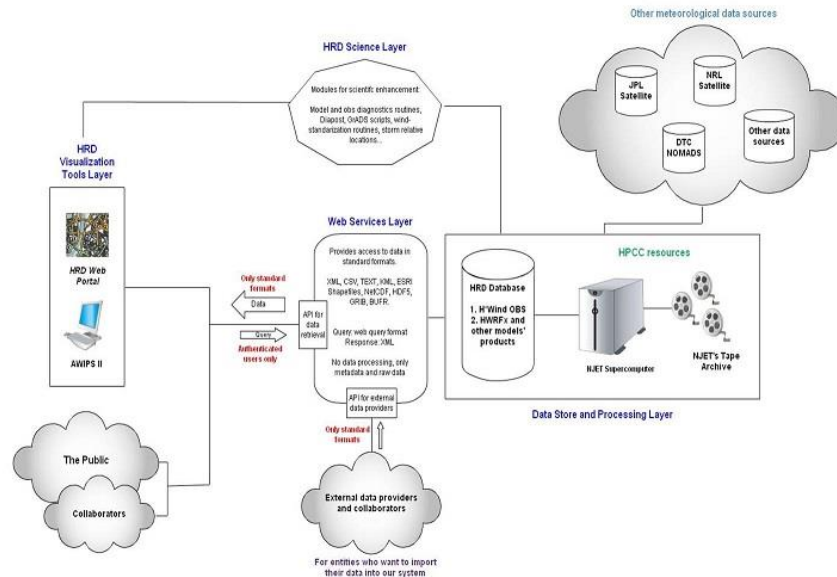 Other meteorological data sources
JPL
Satellite
NRL
Satellite
DTC
NOMADS
Other data
sources
HRD Science Layer
Modules for scientifc enhancement:
Model and obs diagnostics routines,
Diapost, GrADS scripts, wind-
standarization routines, storm relative
locations...
HRD
Visualization
Tools Layer
HRD Web
Portal
AWIPS II
Web Services Layer
Provides access to data in
standard formats.
XML, CSV, TEXT, KML, ESRI
Shapefiles, NetCDF, HDF5,
GRIB, BUFR.
Query: web query format
Response: XML
No data processing, only
metadata and raw data
Only standard
formats
Data
Query
Authenticated
users only
API for
data
retrieval
API for external
data providers
Only standard
formats
HPCC resources
HRD Database
1. H*Wind OBS
2. HWRFx and
other models'
products
NJET Supercomputer
NJET's Tape
Archive
Data Store and Processing Layer
The Public
Collaborators
External data providers
and collaborators
For entities who want to import
their data into our system